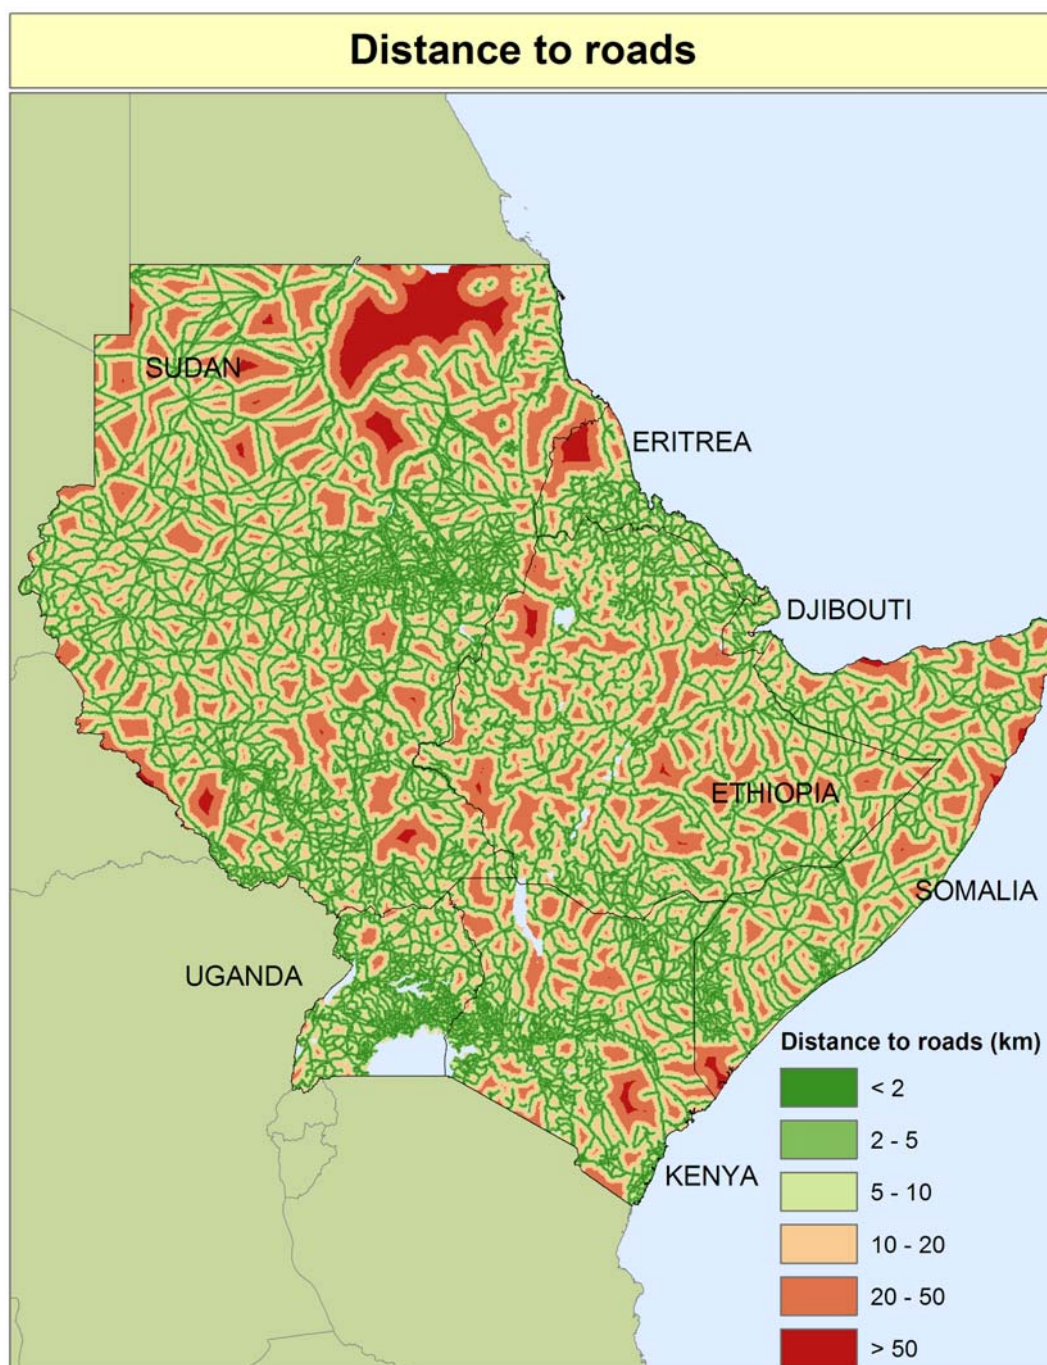 Distance to roads
SUDAN
ERITREA
DJIBOUTI
ETHIOPIA
SOMALIA
UGANDA
KENYA
Distance to roads (km)
< 2
2 - 5
5 - 10
10 - 20
20 - 50
> 50